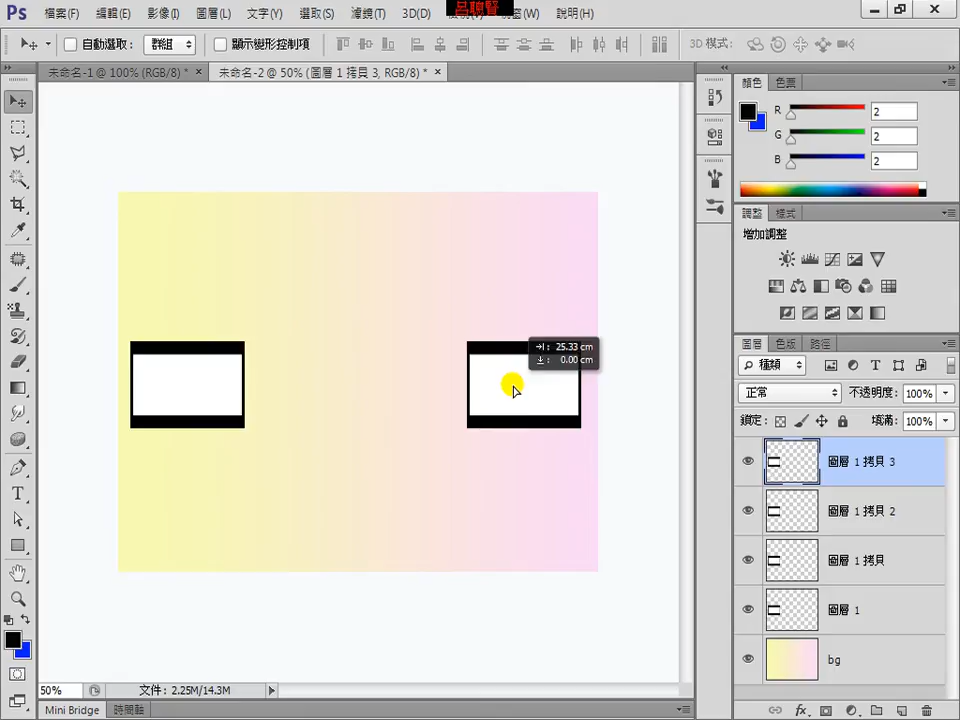 Ps 檔案(F) 編輯(E) 影像(I) 圖層(L) 文字(Y) 選取(S) 濾鏡(T) 3D(D) 呂聰賢 視窗(W) 說明(H)
自動選取： 群組 顯示變形控制項 3D 模式：
未命名-1 @ 100% (RGB/8) * × 未命名-2 @ 50% (圖層 1 拷貝 3, RGB/8) * ×
顏色 色票
R 2
G 2
B 2
調整 樣式
增加調整
圖層 色版 路徑
種類
正常 不透明度： 100%
鎖定： 填滿： 100%
圖層 1 拷貝 3
圖層 1 拷貝 2
圖層 1 拷貝
圖層 1
bg
25.33 cm
0.00 cm
50% 文件：2.25M/14.3M
Mini Bridge 時間軸